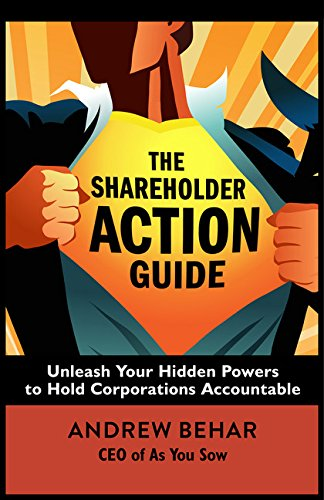 THE
SHAREHOLDER
ACTION
GUIDE
Unleash Your Hidden Powers
to Hold Corporations Accountable
ANDREW BEHAR
CEO of As You Sow